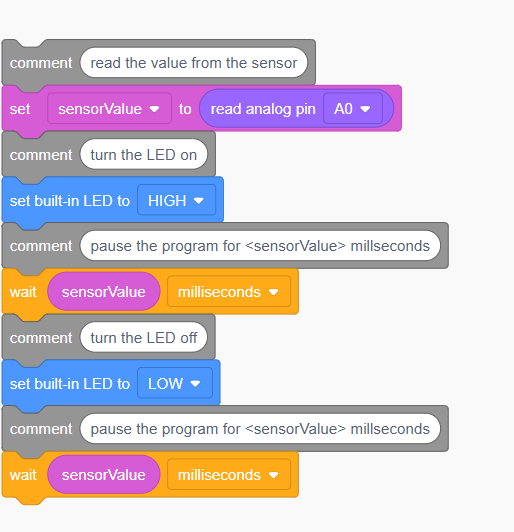 comment read the value from the sensor
set sensorValue to read analog pin A0
comment turn the LED on
set built-in LED to HIGH
comment pause the program for <sensorValue> millseconds
wait sensorValue milliseconds
comment turn the LED off
set built-in LED to LOW
comment pause the program for <sensorValue> millseconds
wait sensorValue milliseconds